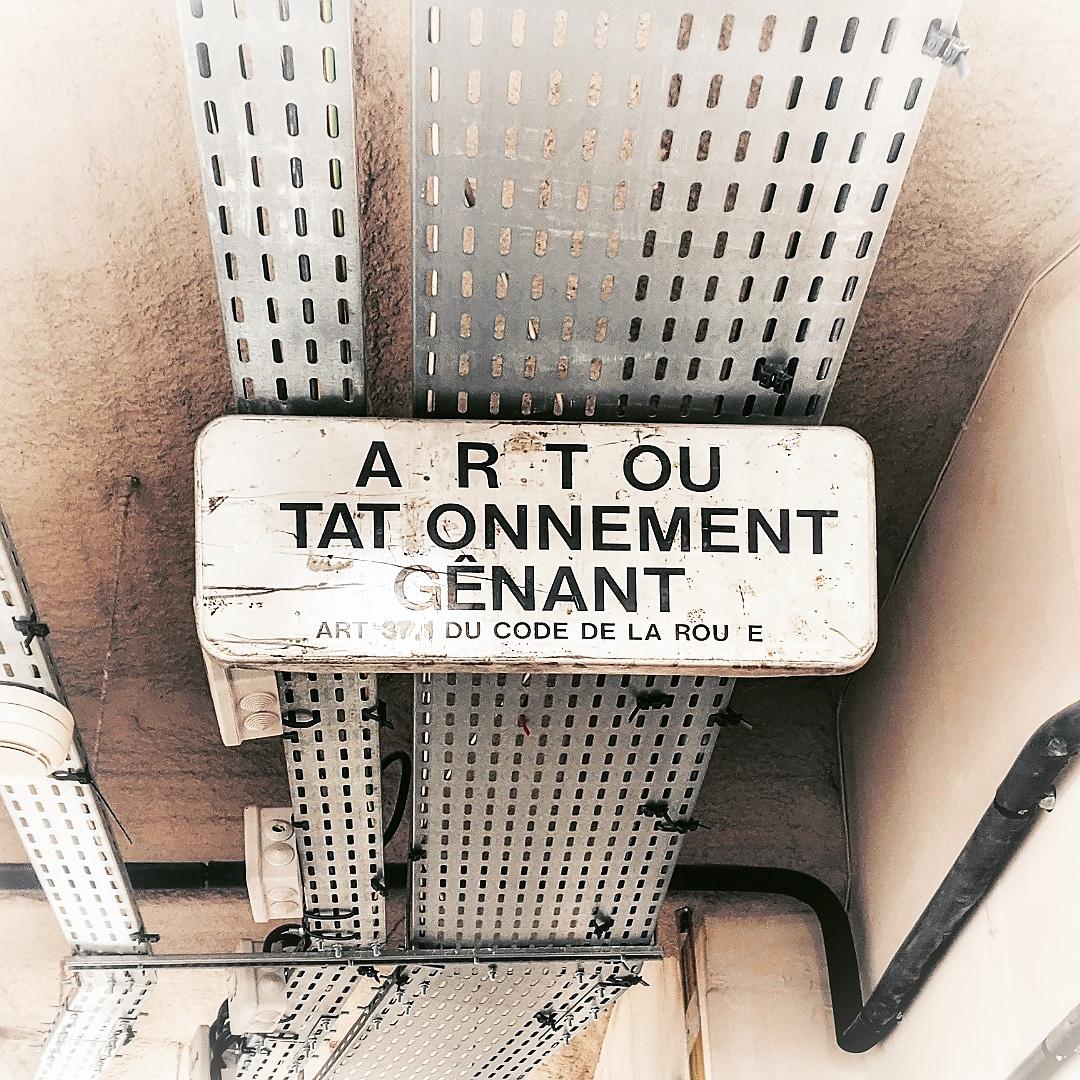 A R T OU
TAT ONNEMENT
GÊNANT
ART 37.1 DU CODE DE LA ROU E